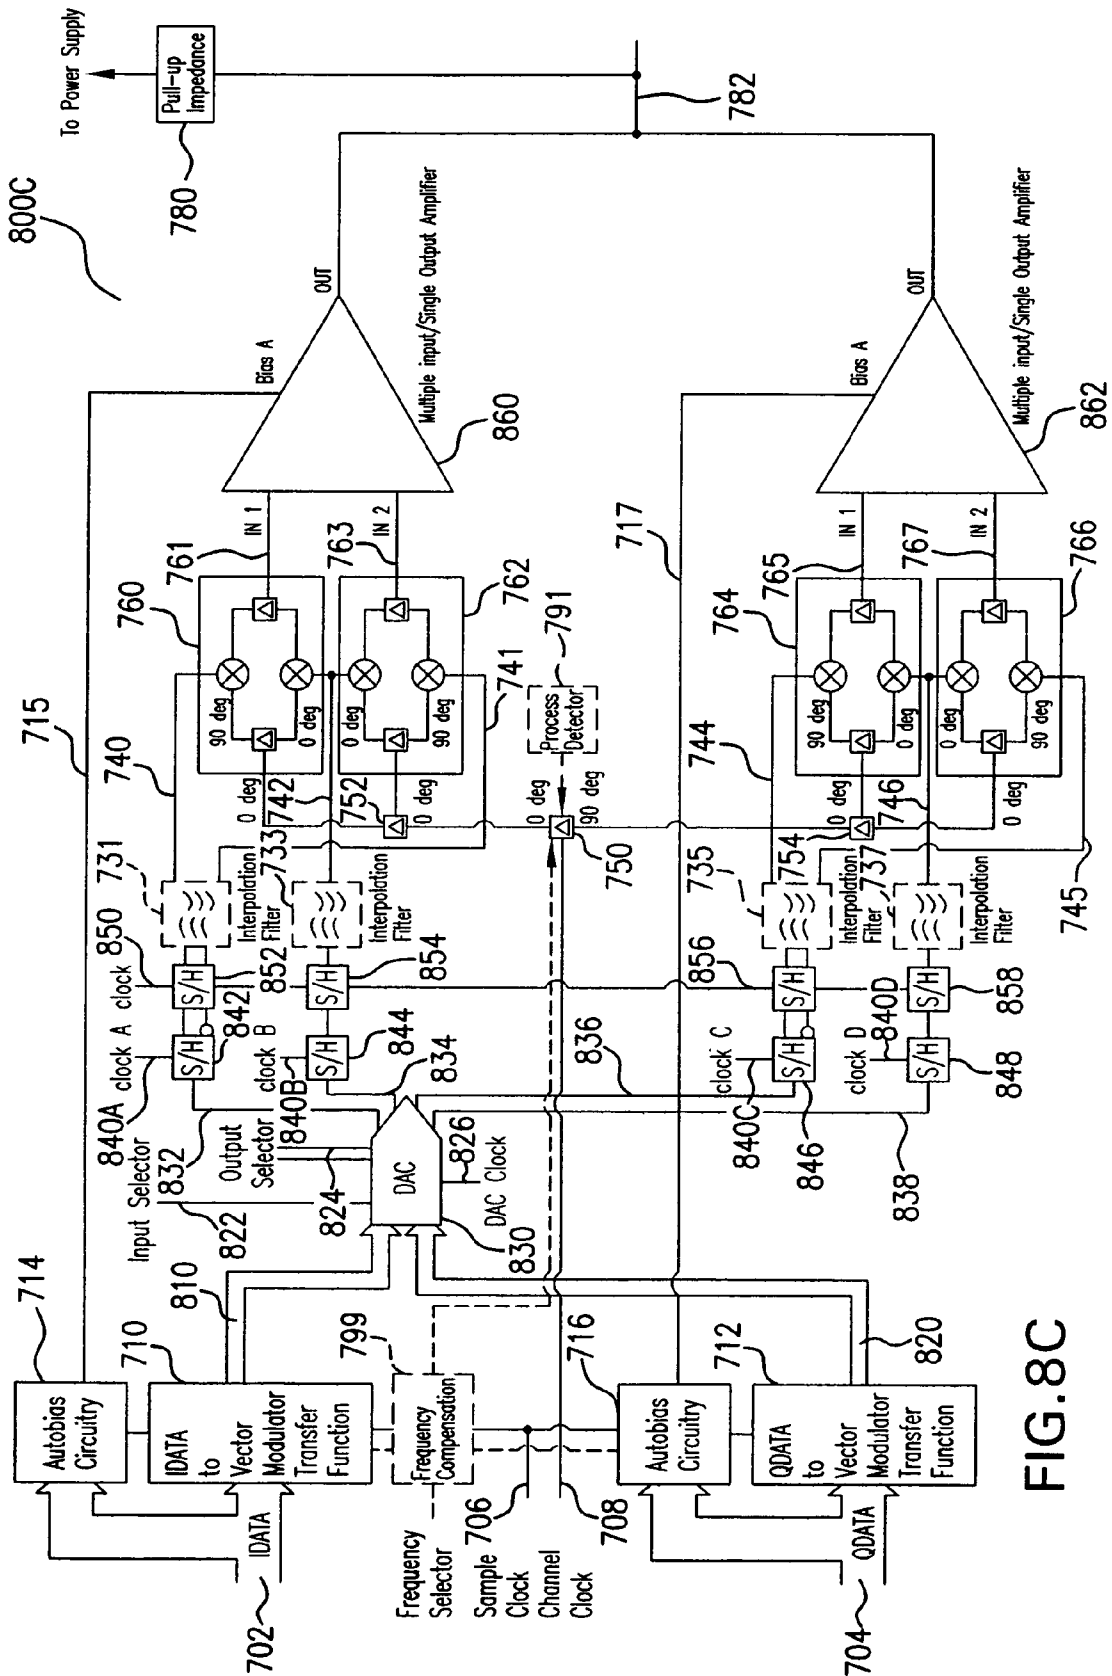 800C
To Power Supply
Pull-up
Impedance
780
782
714
Autobias
Circuitry
715
702
IDATA
710
IDATA
to
Vector
Modulator
Transfer
Function
810
Input Selector
822
832
Output
Selector
824
DAC
830
826
DAC Clock
840A
clock A
S/H
842
850
clock
S/H
852
731
Interpolation
Filter
740
741
840B
clock B
S/H
844
834
S/H
854
733
Interpolation
Filter
742
760
90 deg
0 deg
0 deg
761
IN 1
762
0 deg
90 deg
0 deg
752
763
IN 2
Bias A
OUT
Multiple input/Single Output Amplifier
860
Frequency
Selector
799
Frequency
Compensation
Sample
Clock
706
Channel
Clock
708
791
Process
Detector
0 deg
90 deg
750
836
716
Autobias
Circuitry
717
704
QDATA
712
QDATA
to
Vector
Modulator
Transfer
Function
820
838
840C
clock C
S/H
846
856
S/H
735
Interpolation
Filter
744
745
clock D
840D
S/H
848
S/H
858
737
Interpolation
Filter
746
754
764
90 deg
0 deg
765
IN 1
766
0 deg
90 deg
0 deg
767
IN 2
Bias A
OUT
Multiple input/Single Output Amplifier
862
FIG.8C